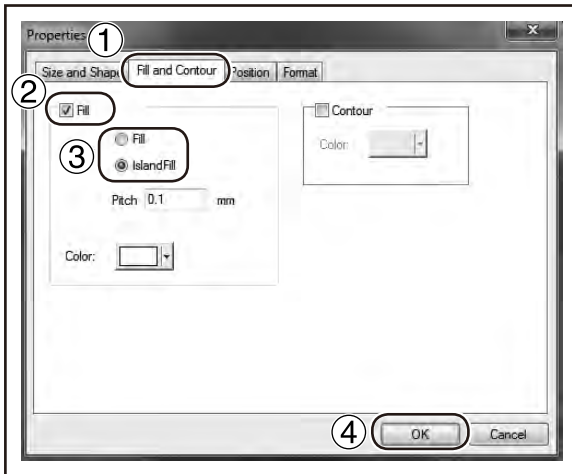 Properties
①
Size and Shape Fill and Contour Position Format
②
Fill
Contour
③
Fill
Color:
IslandFill
Pitch 0.1 mm
Color:
④
OK Cancel